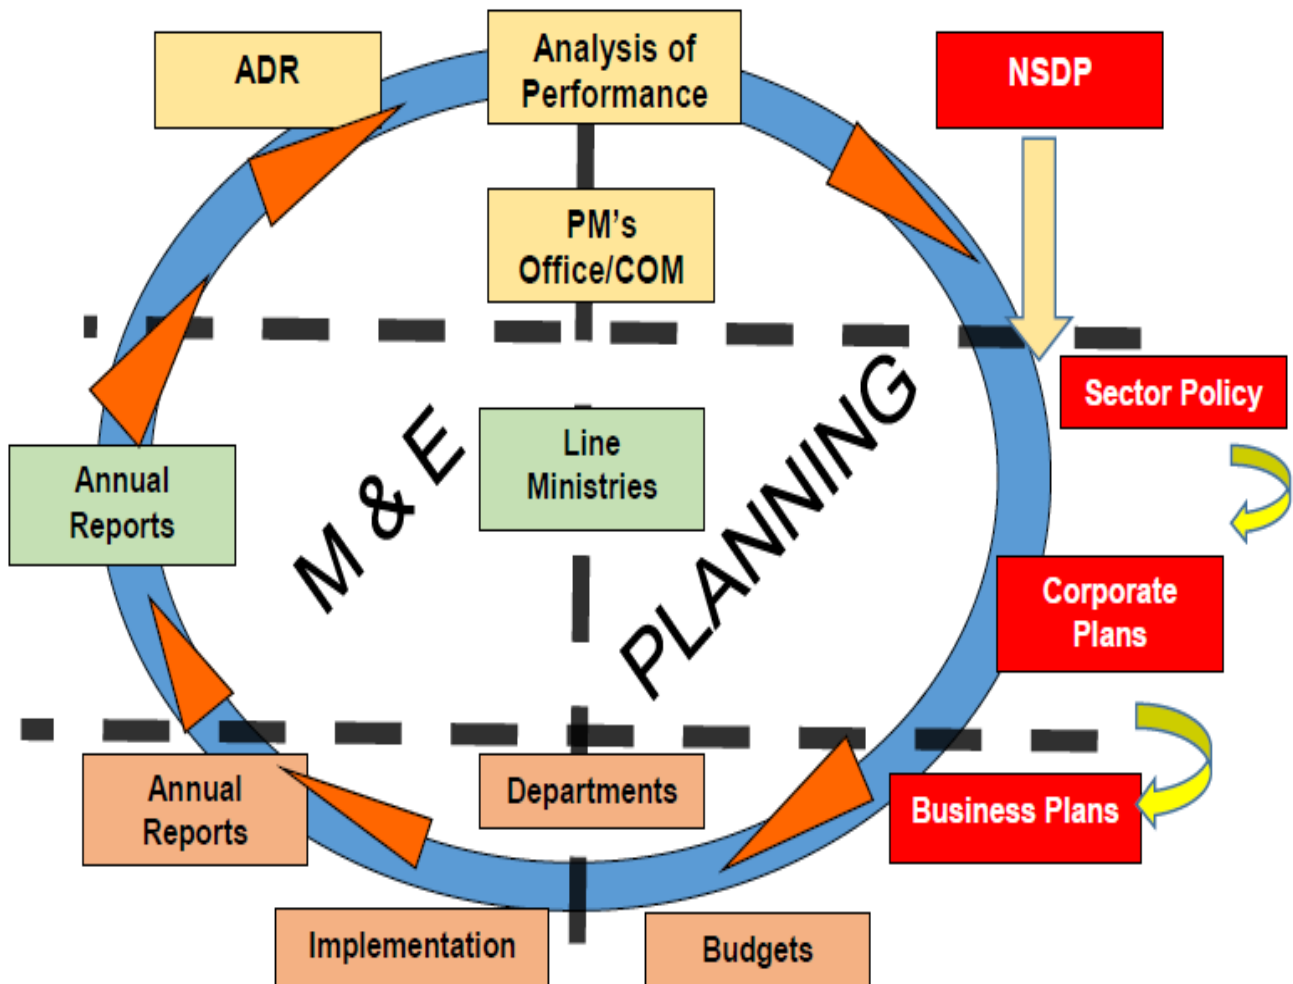 ADR
Analysis of
Performance
NSDP
PM's
Office/COM
Sector Policy
M & E
Line
Ministries
PLANNING
Annual
Reports
Corporate
Plans
Annual
Reports
Departments
Business Plans
Implementation
Budgets